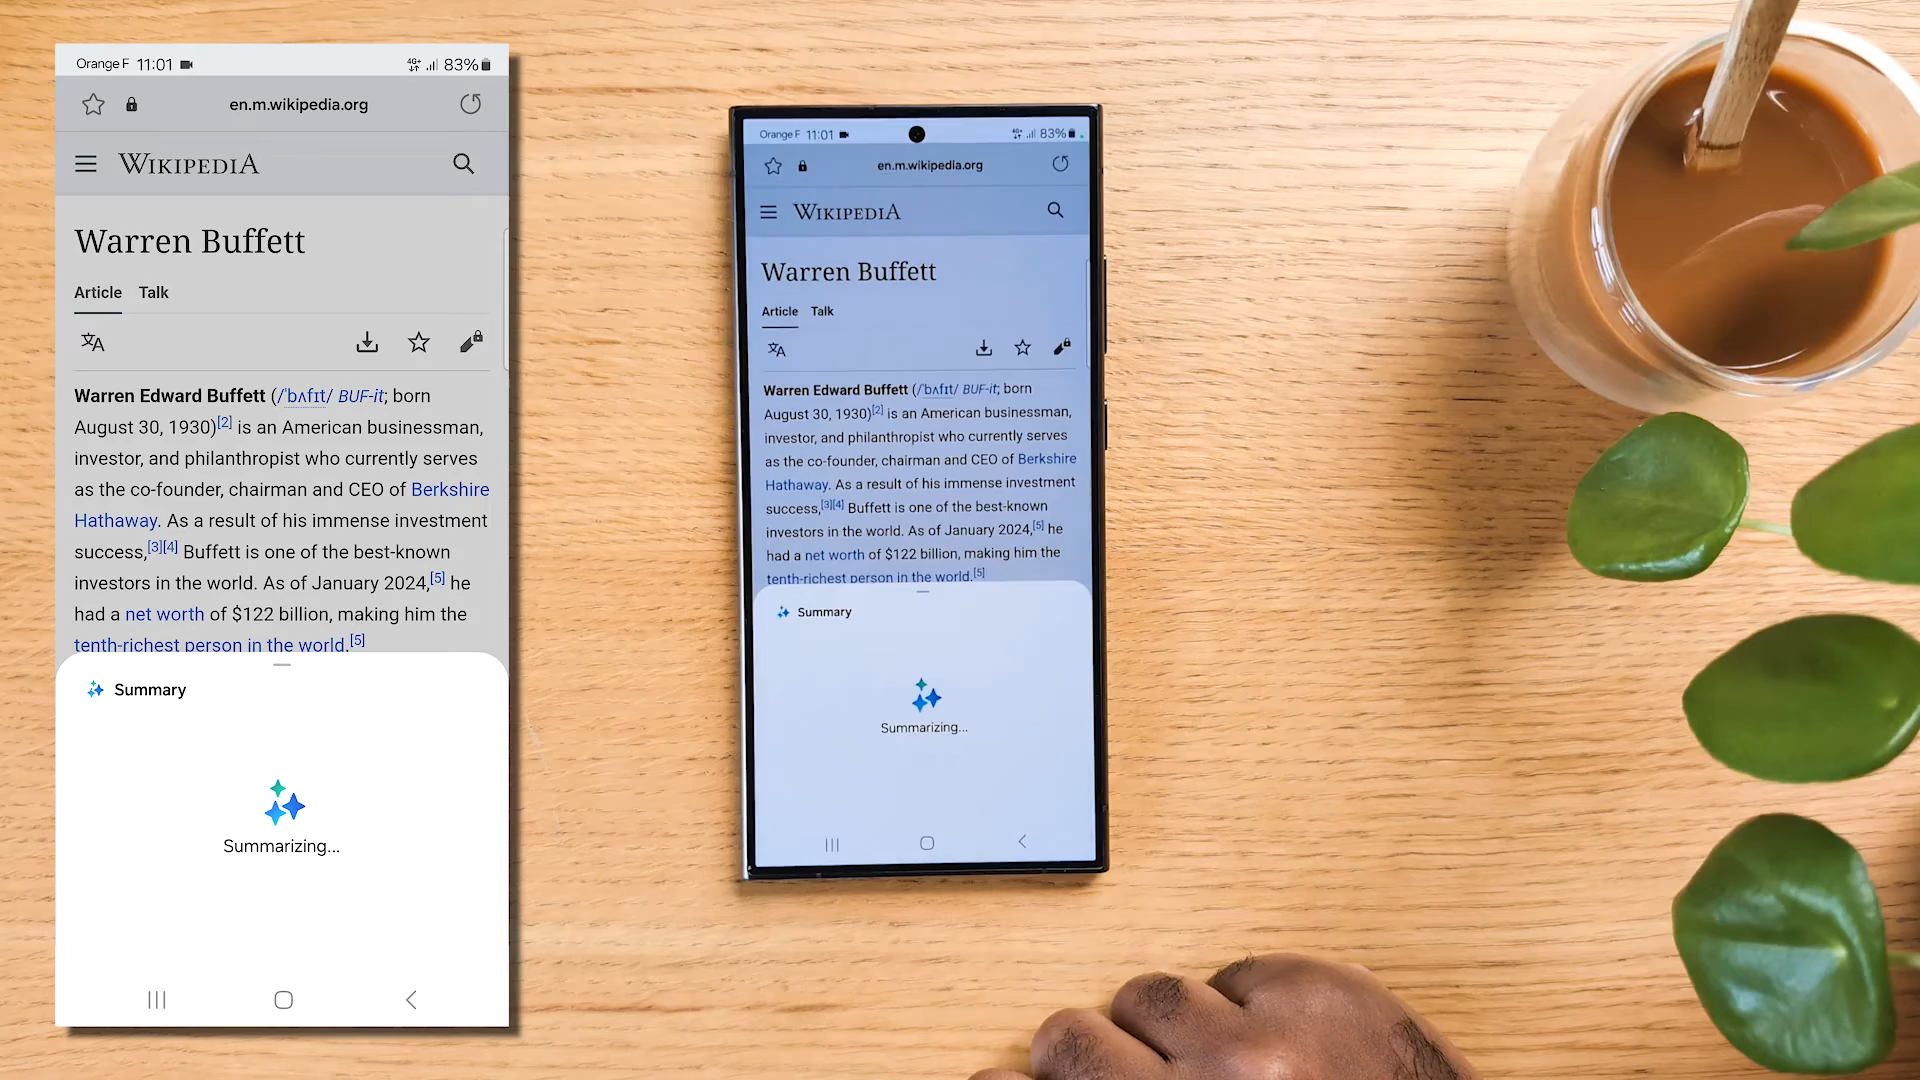 Orange F 11:01 4G+ 83%
en.m.wikipedia.org
WIKIPEDIA
Warren Buffett
Article Talk
Warren Edward Buffett (/ˈbʌfɪt/ BUF-it; born
August 30, 1930)[2] is an American businessman,
investor, and philanthropist who currently serves
as the co-founder, chairman and CEO of Berkshire
Hathaway. As a result of his immense investment
success,[3][4] Buffett is one of the best-known
investors in the world. As of January 2024,[5] he
had a net worth of $122 billion, making him the
tenth-richest person in the world.[5]
Summary
Summarizing...
Orange F 11:01 4G+ 83%
en.m.wikipedia.org
WIKIPEDIA
Warren Buffett
Article Talk
Warren Edward Buffett (/ˈbʌfɪt/ BUF-it; born
August 30, 1930)[2] is an American businessman,
investor, and philanthropist who currently serves
as the co-founder, chairman and CEO of Berkshire
Hathaway. As a result of his immense investment
success,[3][4] Buffett is one of the best-known
investors in the world. As of January 2024,[5] he
had a net worth of $122 billion, making him the
tenth-richest person in the world.[5]
Summary
Summarizing...